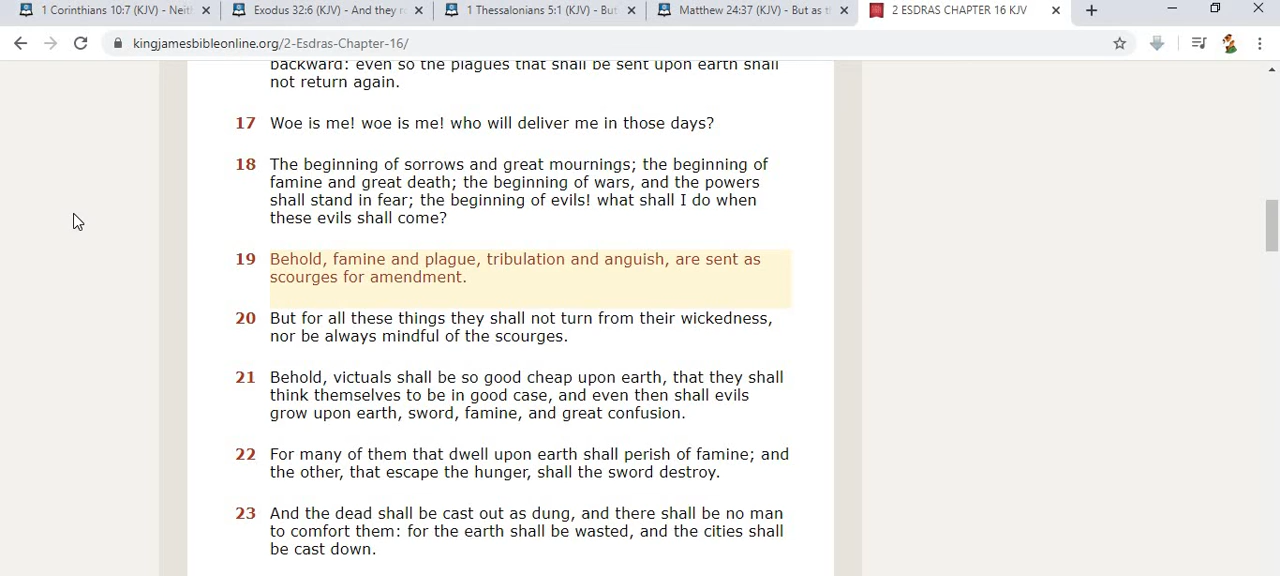 1 Corinthians 10:7 (KJV) - Neith
Exodus 32:6 (KJV) - And they ro
1 Thessalonians 5:1 (KJV) - But
Matthew 24:37 (KJV) - But as th
2 ESDRAS CHAPTER 16 KJV
kingjamesbibleonline.org/2-Esdras-Chapter-16/
backward: even so the plagues that shall be sent upon earth shall
not return again.
17 Woe is me! woe is me! who will deliver me in those days?
18 The beginning of sorrows and great mournings; the beginning of
famine and great death; the beginning of wars, and the powers
shall stand in fear; the beginning of evils! what shall I do when
these evils shall come?
19 Behold, famine and plague, tribulation and anguish, are sent as
scourges for amendment.
20 But for all these things they shall not turn from their wickedness,
nor be always mindful of the scourges.
21 Behold, victuals shall be so good cheap upon earth, that they shall
think themselves to be in good case, and even then shall evils
grow upon earth, sword, famine, and great confusion.
22 For many of them that dwell upon earth shall perish of famine; and
the other, that escape the hunger, shall the sword destroy.
23 And the dead shall be cast out as dung, and there shall be no man
to comfort them: for the earth shall be wasted, and the cities shall
be cast down.